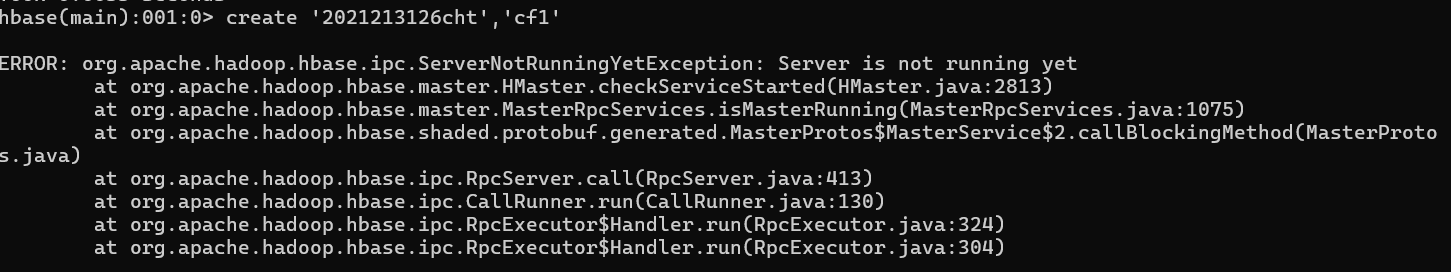 hbase(main):001:0> create '2021213126cht','cf1'
ERROR: org.apache.hadoop.hbase.ipc.ServerNotRunningYetException: Server is not running yet
at org.apache.hadoop.hbase.master.HMaster.checkServiceStarted(HMaster.java:2813)
at org.apache.hadoop.hbase.master.MasterRpcServices.isMasterRunning(MasterRpcServices.java:1075)
at org.apache.hadoop.hbase.shaded.protobuf.generated.MasterProtos$MasterService$2.callBlockingMethod(MasterProto
s.java)
at org.apache.hadoop.hbase.ipc.RpcServer.call(RpcServer.java:413)
at org.apache.hadoop.hbase.ipc.CallRunner.run(CallRunner.java:130)
at org.apache.hadoop.hbase.ipc.RpcExecutor$Handler.run(RpcExecutor.java:324)
at org.apache.hadoop.hbase.ipc.RpcExecutor$Handler.run(RpcExecutor.java:304)